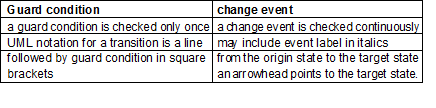 Guard condition change event
a guard condition is checked only once a change event is checked continuously
UML notation for a transition is a line may include event label in italics
followed by guard condition in square from the origin state to the target state
brackets an arrowhead points to the target state.